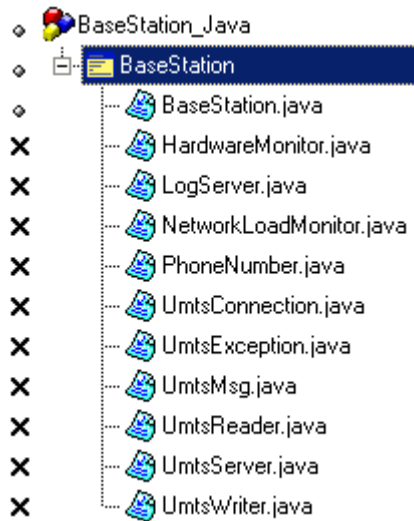 BaseStation_Java
BaseStation
BaseStation.java
HardwareMonitor.java
LogServer.java
NetworkLoadMonitor.java
PhoneNumber.java
UmtsConnection.java
UmtsException.java
UmtsMsg.java
UmtsReader.java
UmtsServer.java
UmtsWriter.java